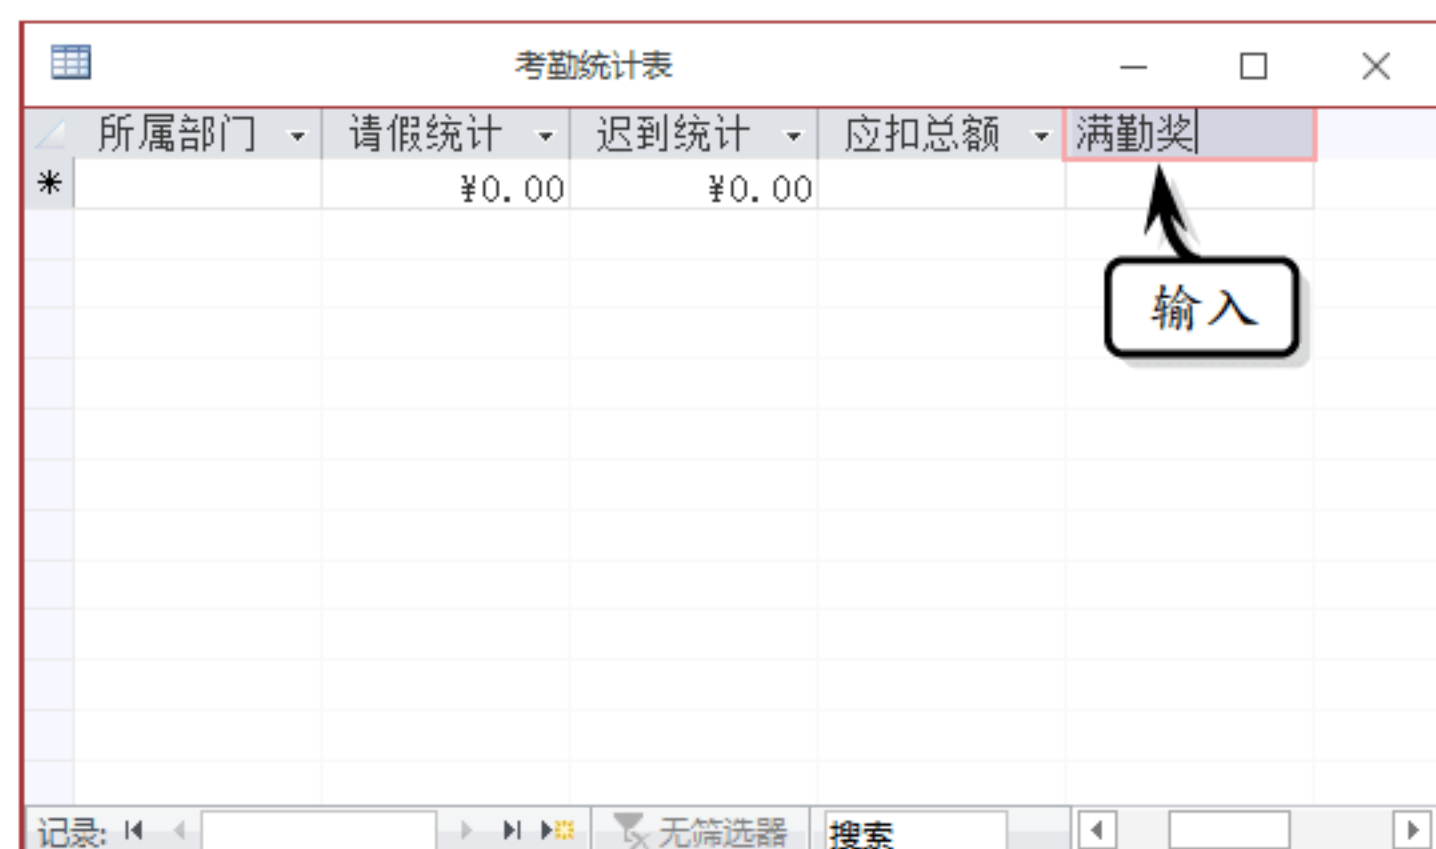 考勤统计表
所属部门 请假统计 迟到统计 应扣总额 满勤奖
¥0.00 ¥0.00
输入
记录: 无筛选器 搜索